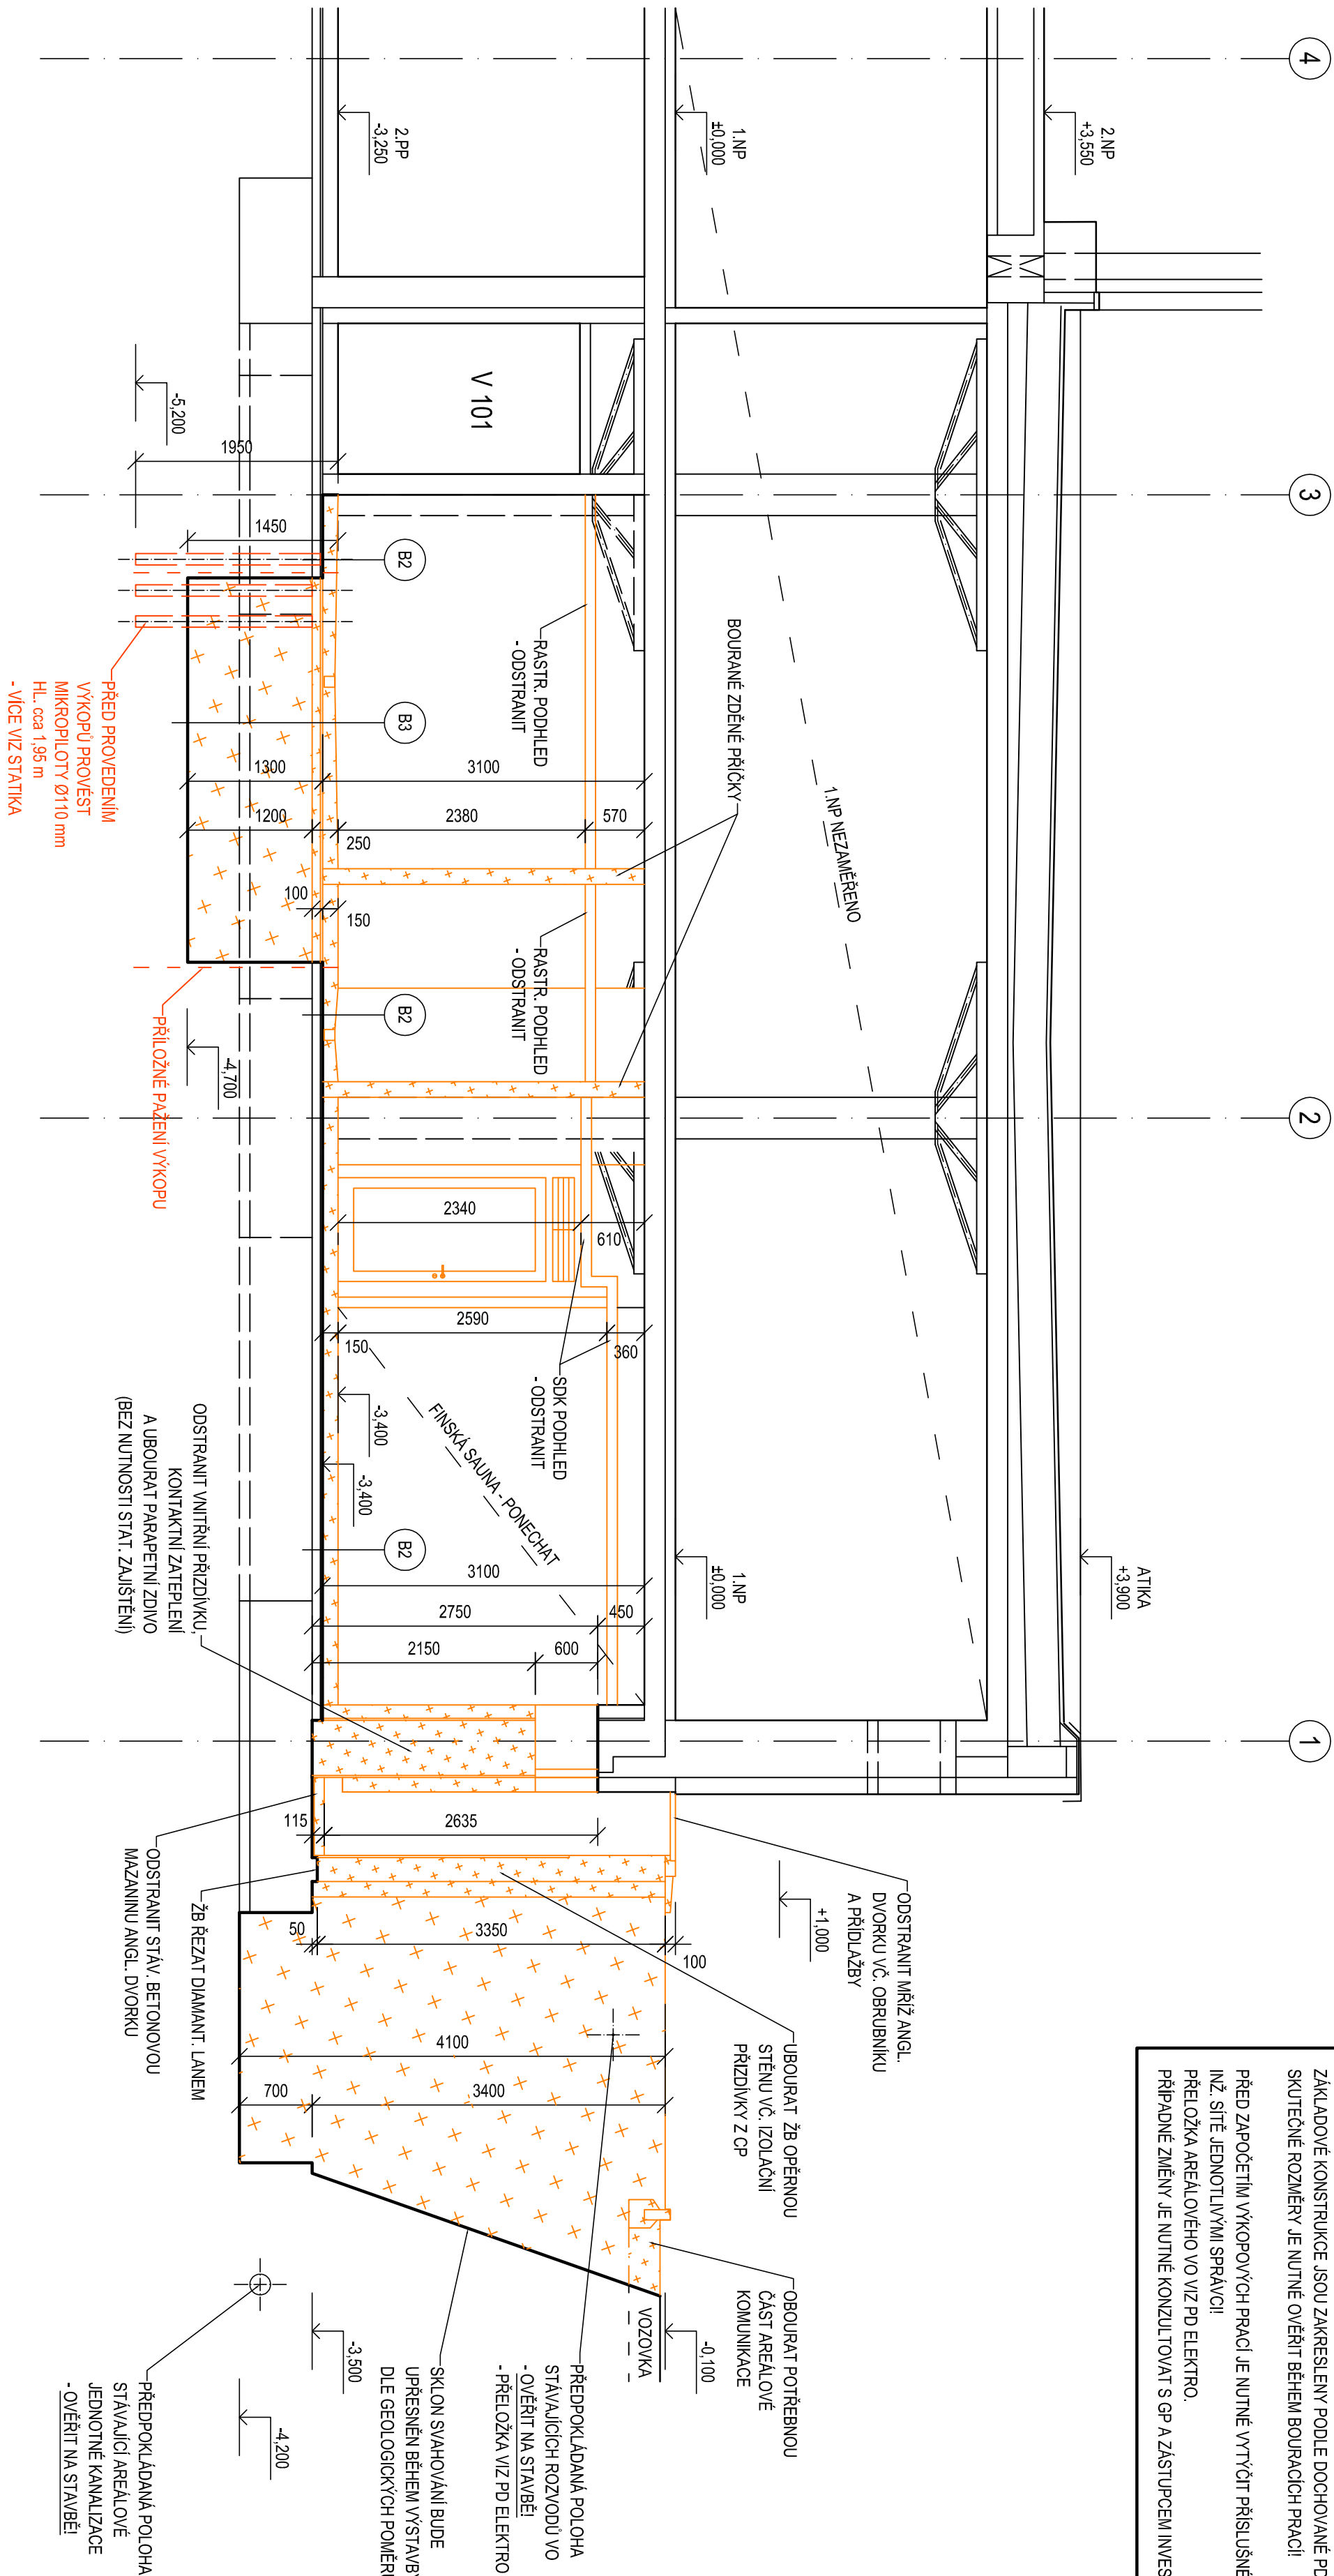 4
3
2
1
2.NP
+3,550
1.NP
±0,000
2.PP
-3,250
ATIKA
+3,900
1.NP
±0,000
V 101
-5,200
1950
1450
B2
B3
B2
B2
RASTR. PODHLED
- ODSTRANIT
BOURANÉ ZDĚNÉ PŘÍČKY
1.NP NEZAMĚŘENO
RASTR. PODHLED
- ODSTRANIT
1300
3100
1200
2380
570
250
100
150
PŘED PROVEDENÍM
VÝKOPŮ PROVÉST
MIKROPILOTY Ø110 mm
HL. cca 1,95 m
- VÍCE VIZ STATIKA
-4,700
PŘÍLOŽNÉ PAŽENÍ VÝKOPU
2340
610
2590
150
360
SDK PODHLED
- ODSTRANIT
-3,400
-3,400
FINSKÁ SAUNA - PONECHAT
3100
2750
450
2150
600
ODSTRANIT VNITŘNÍ PŘIZDÍVKU,
KONTAKTNÍ ZATEPLENÍ
A UBOURAT PARAPETNÍ ZDIVO
(BEZ NUTNOSTI STAT. ZAJIŠTĚNÍ)
115
2635
50
3350
100
+1,000
ODSTRANIT MŘÍŽ ANGL.
DVORKU VČ. OBRUBNÍKU
A PŘÍDLAŽBY
ODSTRANIT STÁV. BETONOVOU
MAZANINU ANGL. DVORKU
ŽB ŘEZAT DIAMANT. LANEM
UBOURAT ŽB OPĚRNOU
STĚNU VČ. IZOLAČNÍ
PŘIZDÍVKY Z CP
4100
700
3400
OBOURAT POTŘEBNOU
ČÁST AREÁLOVÉ
KOMUNIKACE
VOZOVKA
-0,100
PŘEDPOKLÁDANÁ POLOHA
STÁVAJÍCÍCH ROZVODŮ VO
- OVĚŘIT NA STAVBĚ!
- PŘELOŽKA VIZ PD ELEKTRO
SKLON SVAHOVÁNÍ BUDE
UPŘESNĚN BĚHEM VÝSTAVBY
DLE GEOLOGICKÝCH POMĚRŮ
-3,500
-4,200
PŘEDPOKLÁDANÁ POLOHA
STÁVAJÍCÍ AREÁLOVÉ
JEDNOTNÉ KANALIZACE
- OVĚŘIT NA STAVBĚ!
ZÁKLADOVÉ KONSTRUKCE JSOU ZAKRESLENY PODLE DOCHOVANÉ PD
SKUTEČNÉ ROZMĚRY JE NUTNÉ OVĚŘIT BĚHEM BOURACÍCH PRACÍ!
PŘED ZAPOČETÍM VÝKOPOVÝCH PRACÍ JE NUTNÉ VYTÝČIT PŘÍSLUŠNÉ
INŽ. SÍTĚ JEDNOTLIVÝMI SPRÁVCI!
PŘELOŽKA AREÁLOVÉHO VO VIZ PD ELEKTRO.
PŘÍPADNÉ ZMĚNY JE NUTNÉ KONZULTOVAT S GP A ZÁSTUPCEM